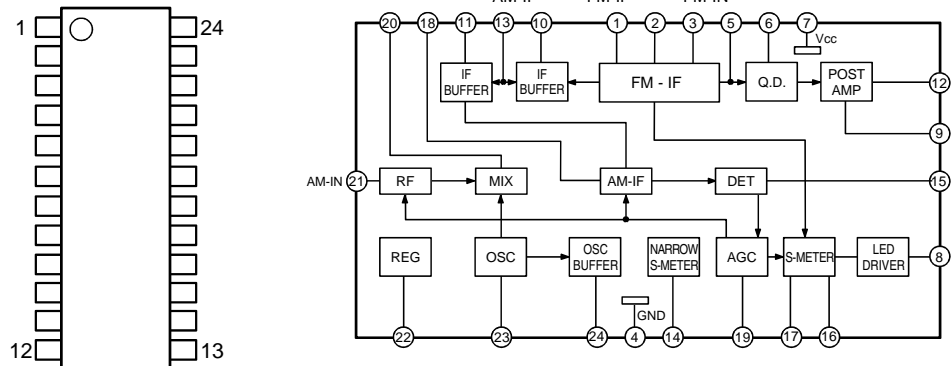 1
24
12
13
AM-IF FM-IF FM-IN
20 18 11 13 10 1 2 3 5 6 7
Vcc
IF BUFFER
IF BUFFER
FM - IF
Q.D.
POST AMP
12
9
AM-IN 21
RF
MIX
AM-IF
DET
15
REG
OSC
OSC BUFFER
NARROW S-METER
AGC
S-METER
LED DRIVER
8
GND
22 23 24 4 14 19 17 16